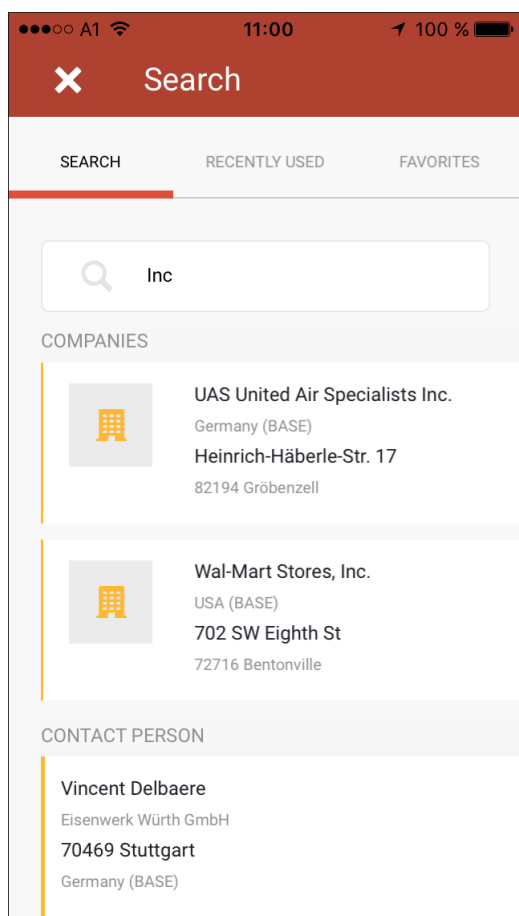 A1 11:00 100 %
Search
SEARCH RECENTLY USED FAVORITES
Inc
COMPANIES
UAS United Air Specialists Inc.
Germany (BASE)
Heinrich-Häberle-Str. 17
82194 Gröbenzell
Wal-Mart Stores, Inc.
USA (BASE)
702 SW Eighth St
72716 Bentonville
CONTACT PERSON
Vincent Delbaere
Eisenwerk Würth GmbH
70469 Stuttgart
Germany (BASE)